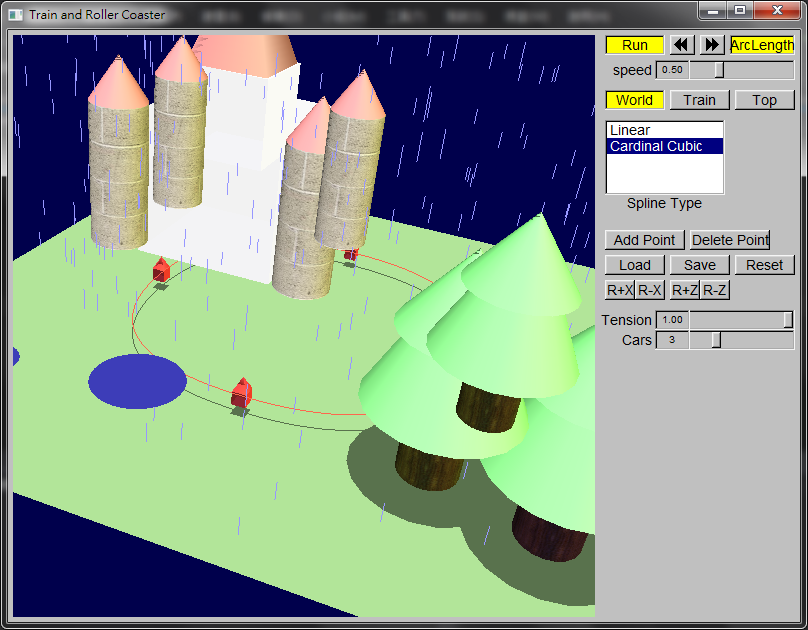 Train and Roller Coaster
Run ArcLength
speed 0.50
World Train Top
Linear
Cardinal Cubic
Spline Type
Add Point Delete Point
Load Save Reset
R+X R-X R+Z R-Z
Tension 1.00
Cars 3